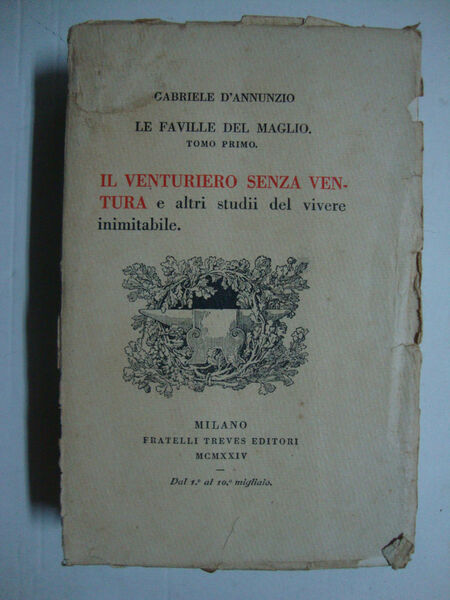 GABRIELE D'ANNUNZIO
LE FAVILLE DEL MAGLIO.
TOMO PRIMO.
IL VENTURIERO SENZA VEN-
TURA e altri studii del vivere
inimitabile.
MILANO
FRATELLI TREVES EDITORI
MCMXXIV
Dal 1.º al 10.º migliaio.